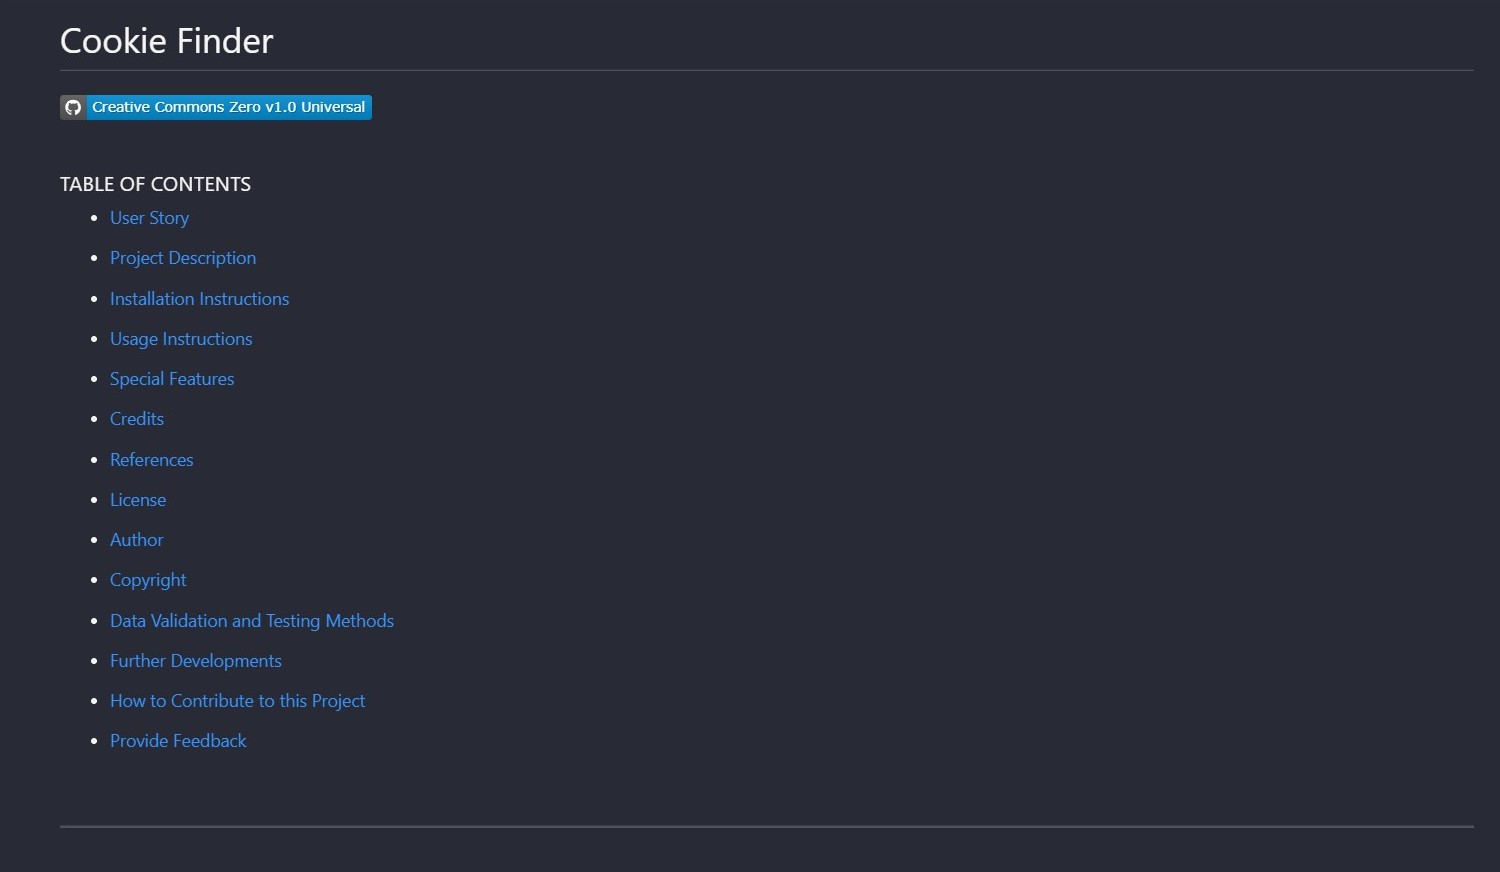 Cookie Finder
Creative Commons Zero v1.0 Universal
TABLE OF CONTENTS
User Story
Project Description
Installation Instructions
Usage Instructions
Special Features
Credits
References
License
Author
Copyright
Data Validation and Testing Methods
Further Developments
How to Contribute to this Project
Provide Feedback